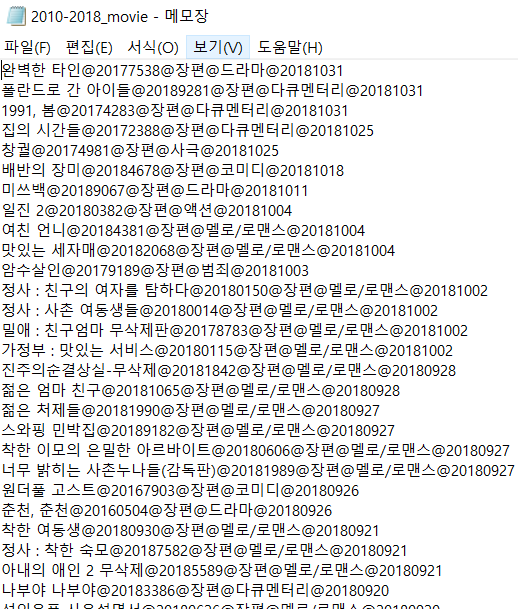 2010-2018_movie - 메모장
파일(F) 편집(E) 서식(O) 보기(V) 도움말(H)
완벽한 타인@20177538@장편@드라마@20181031
폴란드로 간 아이들@20189281@장편@다큐멘터리@20181031
1991, 봄@20174283@장편@다큐멘터리@20181031
집의 시간들@20172388@장편@다큐멘터리@20181025
창궐@20174981@장편@사극@20181025
배반의 장미@20184678@장편@코미디@20181018
미쓰백@20189067@장편@드라마@20181011
일진 2@20180382@장편@액션@20181004
여친 언니@20184381@장편@멜로/로맨스@20181004
맛있는 세자매@20182068@장편@멜로/로맨스@20181004
암수살인@20179189@장편@범죄@20181003
정사 : 친구의 여자를 탐하다@20180150@장편@멜로/로맨스@20181002
정사 : 사촌 여동생들@20180014@장편@멜로/로맨스@20181002
밀애 : 친구엄마 무삭제판@20178783@장편@멜로/로맨스@20181002
가정부 : 맛있는 서비스@20180115@장편@멜로/로맨스@20181002
진주의순결상실-무삭제@20181842@장편@멜로/로맨스@20180928
젊은 엄마 친구@20181065@장편@멜로/로맨스@20180928
젊은 처제들@20181990@장편@멜로/로맨스@20180927
스와핑 민박집@20189182@장편@멜로/로맨스@20180927
착한 이모의 은밀한 아르바이트@20180606@장편@멜로/로맨스@20180927
너무 밝히는 사촌누나들(감독판)@20181989@장편@멜로/로맨스@20180927
원더풀 고스트@20167903@장편@코미디@20180926
춘천, 춘천@20160504@장편@드라마@20180926
착한 여동생@20180930@장편@멜로/로맨스@20180921
정사 : 착한 숙모@20187582@장편@멜로/로맨스@20180921
아내의 애인 2 무삭제@20185589@장편@멜로/로맨스@20180921
나부야 나부야@20183386@장편@다큐멘터리@20180920